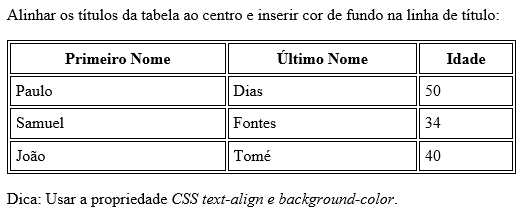 Alinhar os títulos da tabela ao centro e inserir cor de fundo na linha de título:
Primeiro Nome Último Nome Idade
Paulo Dias 50
Samuel Fontes 34
João Tomé 40
Dica: Usar a propriedade CSS text-align e background-color.